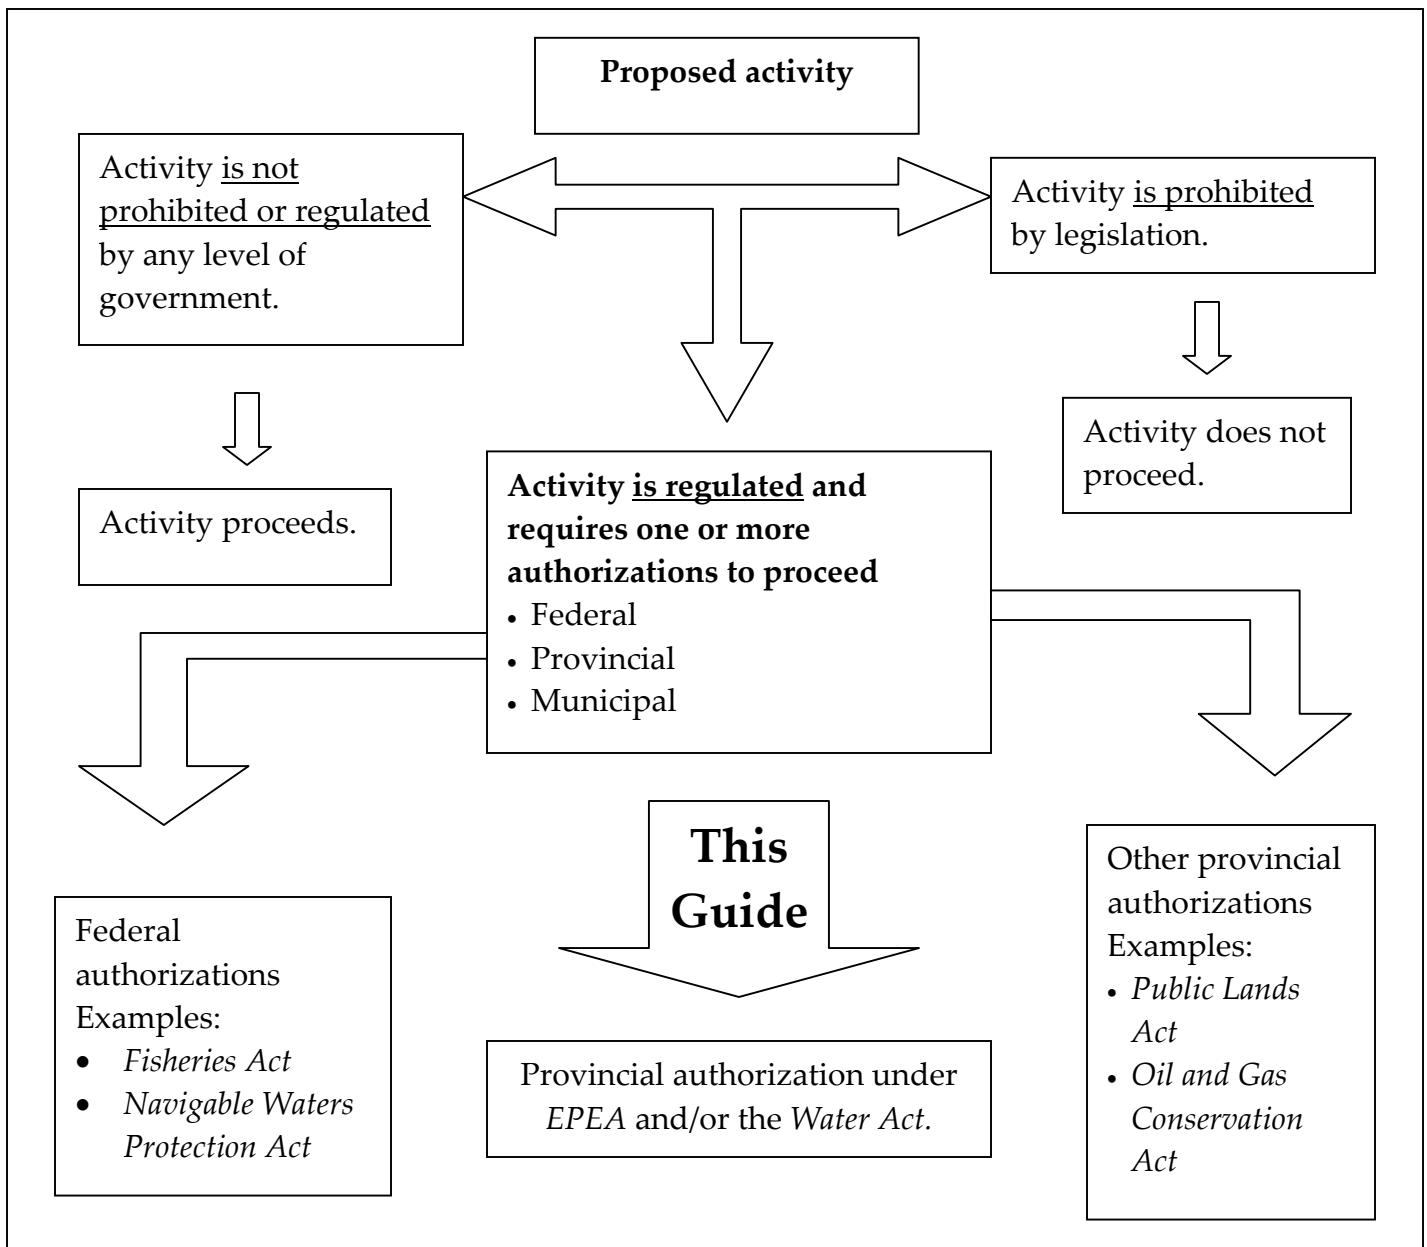 Proposed activity
Activity is not
prohibited or regulated
by any level of
government.
Activity is prohibited
by legislation.
Activity does not
proceed.
Activity proceeds.
Activity is regulated and
requires one or more
authorizations to proceed
• Federal
• Provincial
• Municipal
This
Guide
Federal
authorizations
Examples:
• Fisheries Act
• Navigable Waters
Protection Act
Provincial authorization under
EPEA and/or the Water Act.
Other provincial
authorizations
Examples:
• Public Lands
Act
• Oil and Gas
Conservation
Act